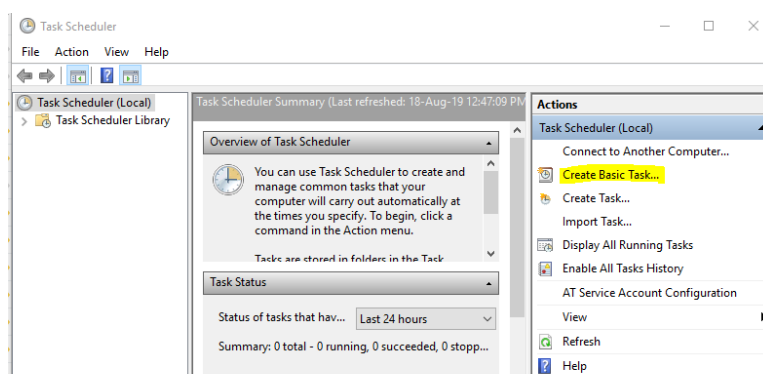 Task Scheduler
File Action View Help
Task Scheduler (Local)
Task Scheduler Library
Task Scheduler Summary (Last refreshed: 18-Aug-19 12:47:09 PM
Overview of Task Scheduler
You can use Task Scheduler to create and
manage common tasks that your
computer will carry out automatically at
the times you specify. To begin, click a
command in the Action menu.
Tasks are stored in folders in the Task
Task Status
Status of tasks that hav... Last 24 hours
Summary: 0 total - 0 running, 0 succeeded, 0 stopp...
Actions
Task Scheduler (Local)
Connect to Another Computer...
Create Basic Task...
Create Task...
Import Task...
Display All Running Tasks
Enable All Tasks History
AT Service Account Configuration
View
Refresh
Help